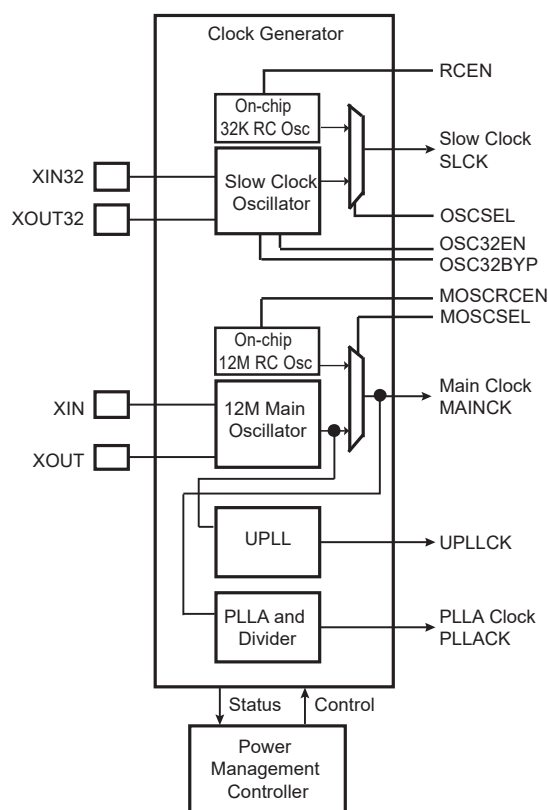 Clock Generator
RCEN
On-chip
32K RC Osc
Slow Clock
SLCK
XIN32
Slow Clock
Oscillator
XOUT32
OSCSEL
OSC32EN
OSC32BYP
MOSCRCEN
MOSCSEL
On-chip
12M RC Osc
Main Clock
MAINCK
XIN
12M Main
Oscillator
XOUT
UPLL
UPLLCK
PLLA and
Divider
PLLA Clock
PLLACK
Status
Control
Power
Management
Controller